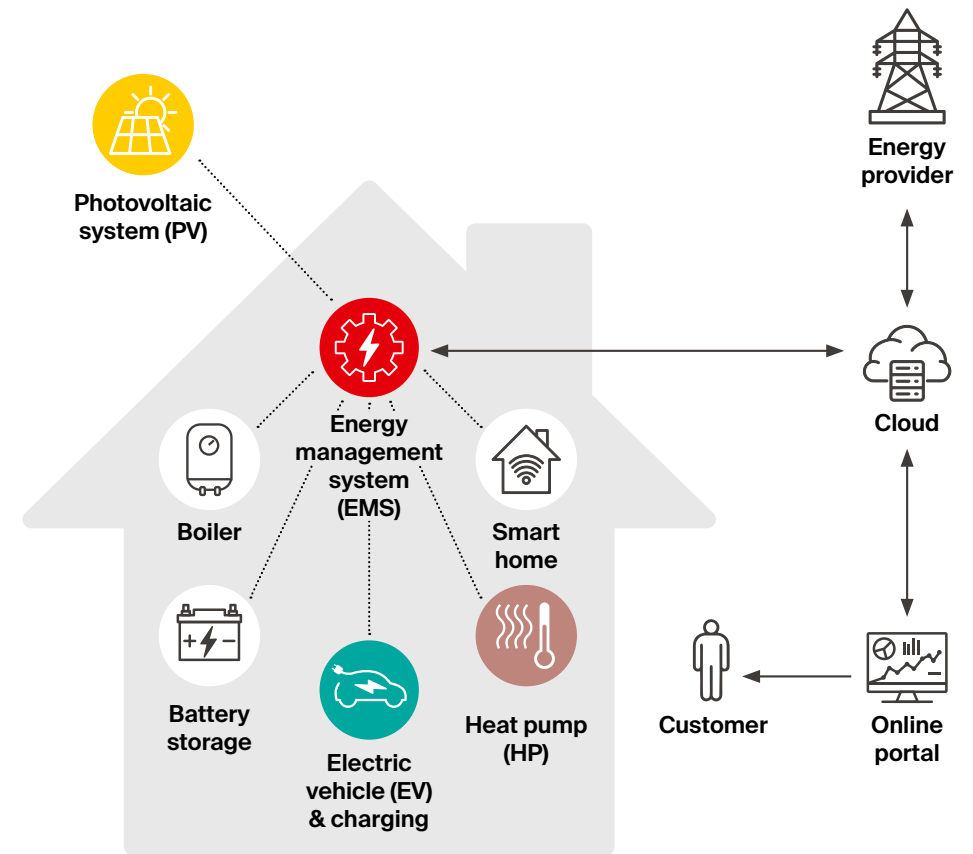 Energy
provider
Photovoltaic
system (PV)
Energy
management
system
(EMS)
Cloud
Boiler
Smart
home
Battery
storage
Electric
vehicle (EV)
& charging
Heat pump
(HP)
Customer
Online
portal